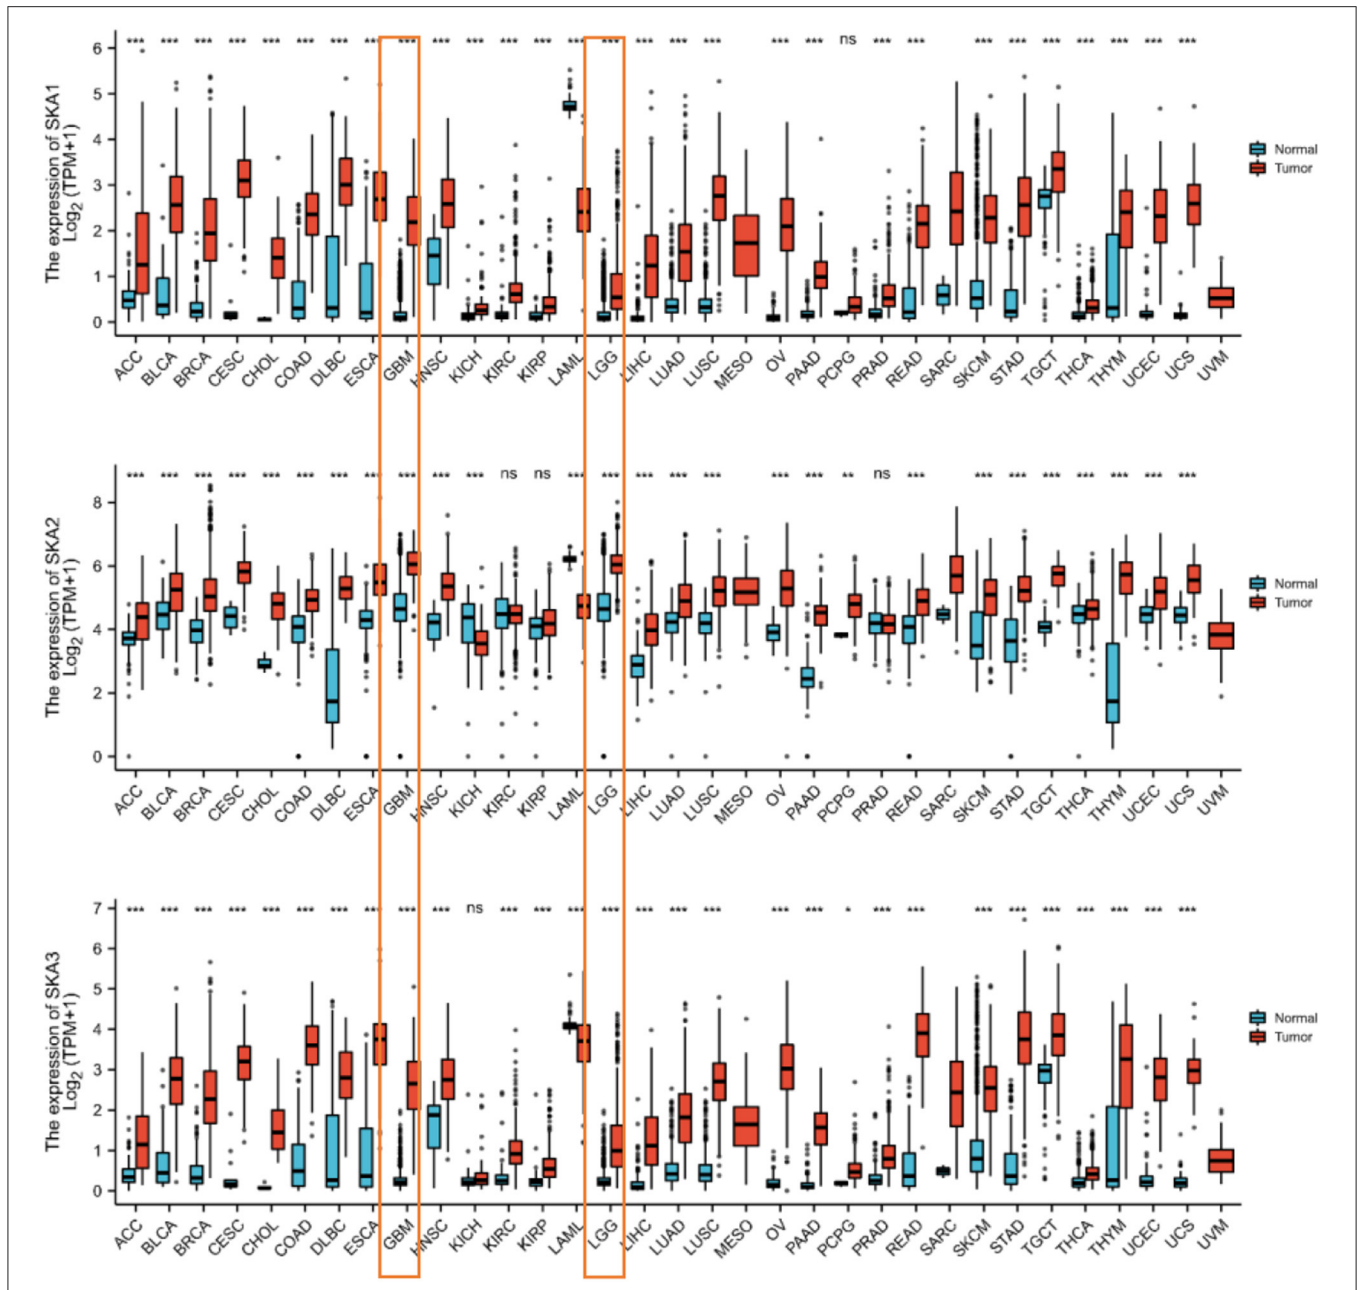 *** *** *** *** *** *** *** *** *** *** *** *** *** *** *** *** *** *** *** *** ns *** *** *** *** *** *** *** *** ***
The expression of SKA1
Log2 (TPM+1)
6
5
4
3
2
1
0
Normal
Tumor
ACC BLCA BRCA CESC CHOL COAD DLBC ESCA GBM HNSC KICH KIRC KIRP LAML LGG LIHC LUAD LUSC MESO OV PAAD PCPG PRAD READ SARC SKCM STAD TGCT THCA THYM UCEC UCS UVM
*** *** *** *** *** *** *** *** *** *** *** ns ns *** *** *** *** *** *** *** ** ns *** *** *** *** *** *** *** ***
The expression of SKA2
Log2 (TPM+1)
8
6
4
2
0
Normal
Tumor
ACC BLCA BRCA CESC CHOL COAD DLBC ESCA GBM HNSC KICH KIRC KIRP LAML LGG LIHC LUAD LUSC MESO OV PAAD PCPG PRAD READ SARC SKCM STAD TGCT THCA THYM UCEC UCS UVM
*** *** *** *** *** *** *** *** *** *** ns *** *** *** *** *** *** *** *** *** * *** *** *** *** *** *** *** *** ***
The expression of SKA3
Log2 (TPM+1)
7
6
5
4
3
2
1
0
Normal
Tumor
ACC BLCA BRCA CESC CHOL COAD DLBC ESCA GBM HNSC KICH KIRC KIRP LAML LGG LIHC LUAD LUSC MESO OV PAAD PCPG PRAD READ SARC SKCM STAD TGCT THCA THYM UCEC UCS UVM